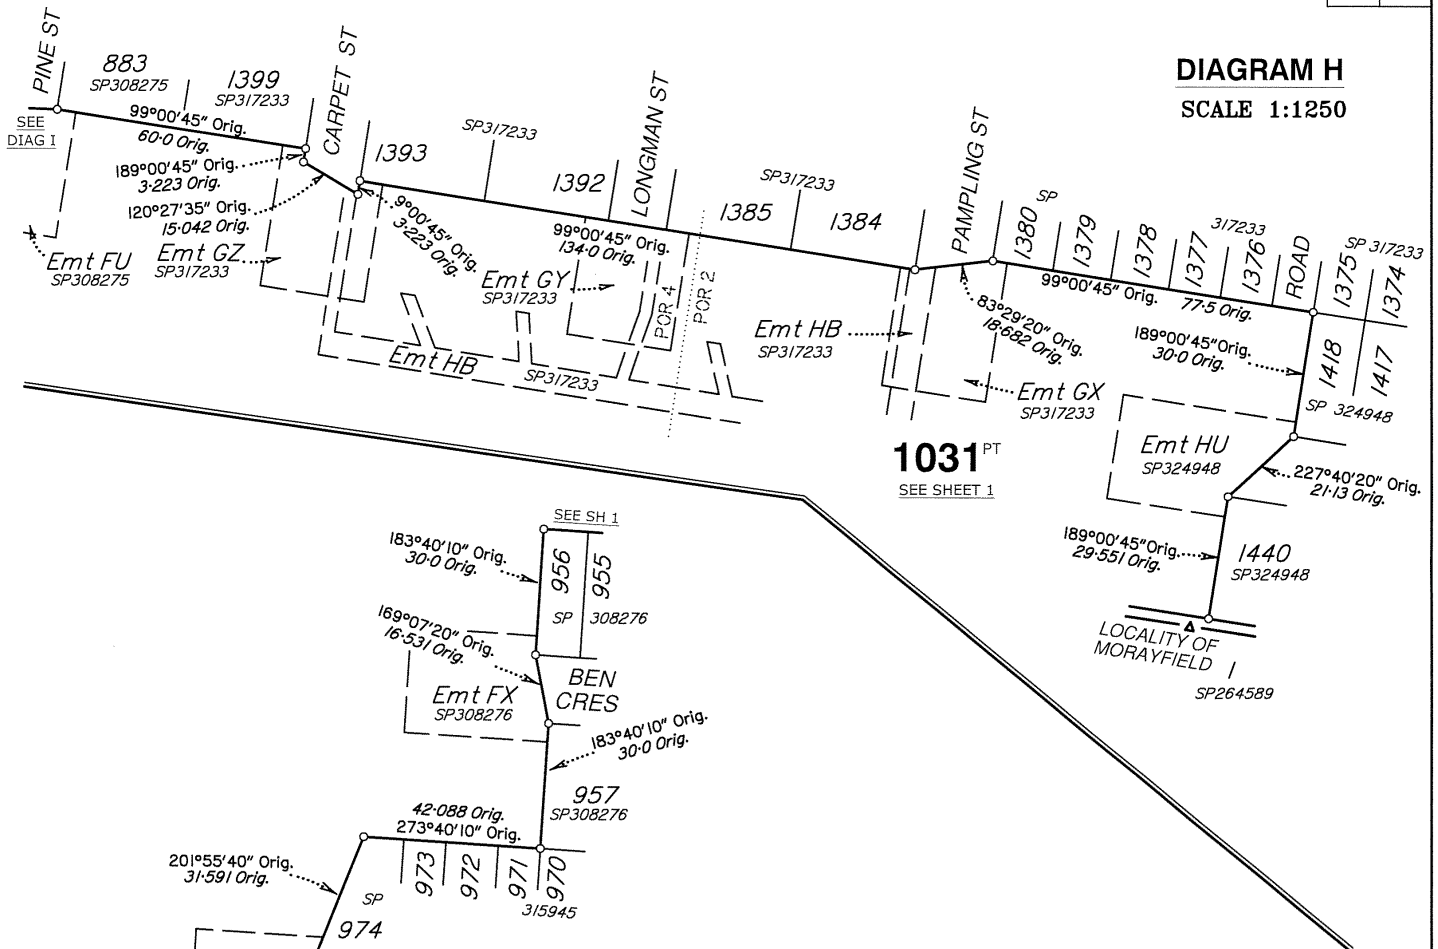 DIAGRAM H
SCALE 1:1250
PINE ST
883
SP308275
1399
SP317233
CARPET ST
SEE
DIAG I
99°00'45" Orig.
60·0 Orig.
189°00'45" Orig.
3·223 Orig.
120°27'35" Orig.
15·042 Orig.
Emt FU
SP308275
Emt GZ
SP317233
1393
SP317233
9°00'45" Orig.
3·223 Orig.
1392
LONGMAN ST
99°00'45" Orig.
134·0 Orig.
Emt GY
SP317233
POR 4
POR 2
Emt HB
SP317233
1385
SP317233
1384
PAMPLING ST
Emt HB
SP317233
83°29'20" Orig.
18·682 Orig.
Emt GX
SP317233
1380
SP
1379
1378
1377
317233
1376
ROAD
1375
SP 317233
1374
99°00'45" Orig.
77·5 Orig.
189°00'45" Orig.
30·0 Orig.
1418
1417
SP 324948
Emt HU
SP324948
227°40'20" Orig.
21·13 Orig.
189°00'45" Orig.
29·551 Orig.
1440
SP324948
LOCALITY OF
MORAYFIELD
1
SP264589
1031 PT
SEE SHEET 1
SEE SH 1
183°40'10" Orig.
30·0 Orig.
956
955
SP 308276
169°07'20" Orig.
16·531 Orig.
Emt FX
SP308276
BEN
CRES
183°40'10" Orig.
30·0 Orig.
957
SP308276
42·088 Orig.
273°40'10" Orig.
973
972
971
970
315945
201°55'40" Orig.
31·591 Orig.
SP
974